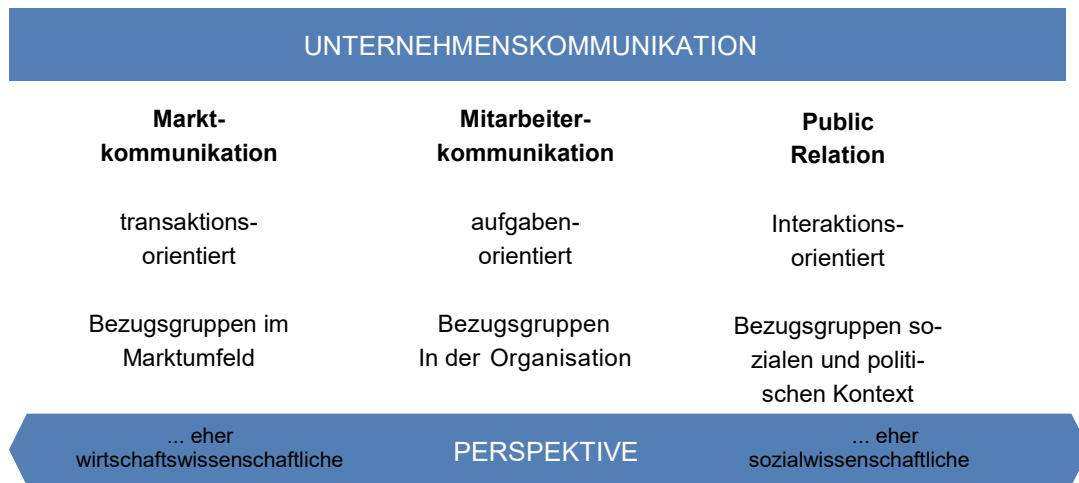 UNTERNEHMENSKOMMUNIKATION
Markt-
kommunikation
Mitarbeiter-
kommunikation
Public
Relation
transaktions-
orientiert
aufgaben-
orientiert
Interaktions-
orientiert
Bezugsgruppen im
Marktumfeld
Bezugsgruppen
In der Organisation
Bezugsgruppen so-
zialen und politi-
schen Kontext
... eher
wirtschaftswissenschaftliche
PERSPEKTIVE
... eher
sozialwissenschaftliche